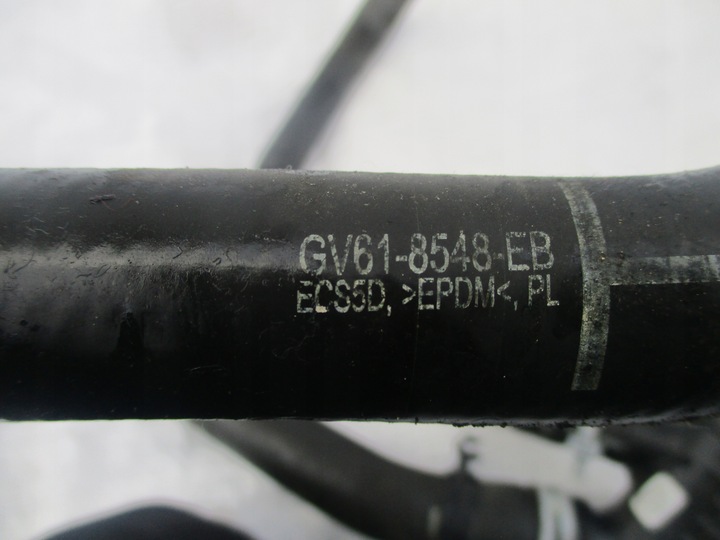 GV61-8548-EB
ECS5D, >EPDM<, PL